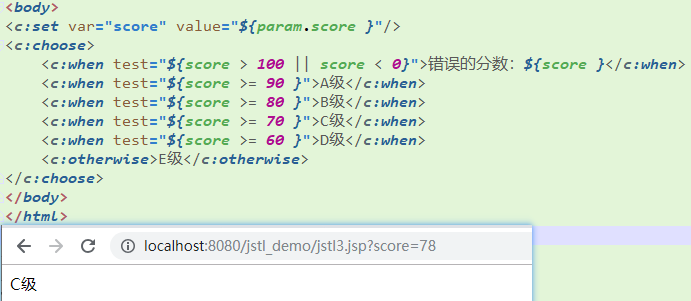 <body>
<c:set var="score" value="${param.score }"/>
<c:choose>
<c:when test="${score > 100 || score < 0}">错误的分数：${score }</c:when>
<c:when test="${score >= 90 }">A级</c:when>
<c:when test="${score >= 80 }">B级</c:when>
<c:when test="${score >= 70 }">C级</c:when>
<c:when test="${score >= 60 }">D级</c:when>
<c:otherwise>E级</c:otherwise>
</c:choose>
</body>
</html>
localhost:8080/jstl_demo/jstl3.jsp?score=78
C级